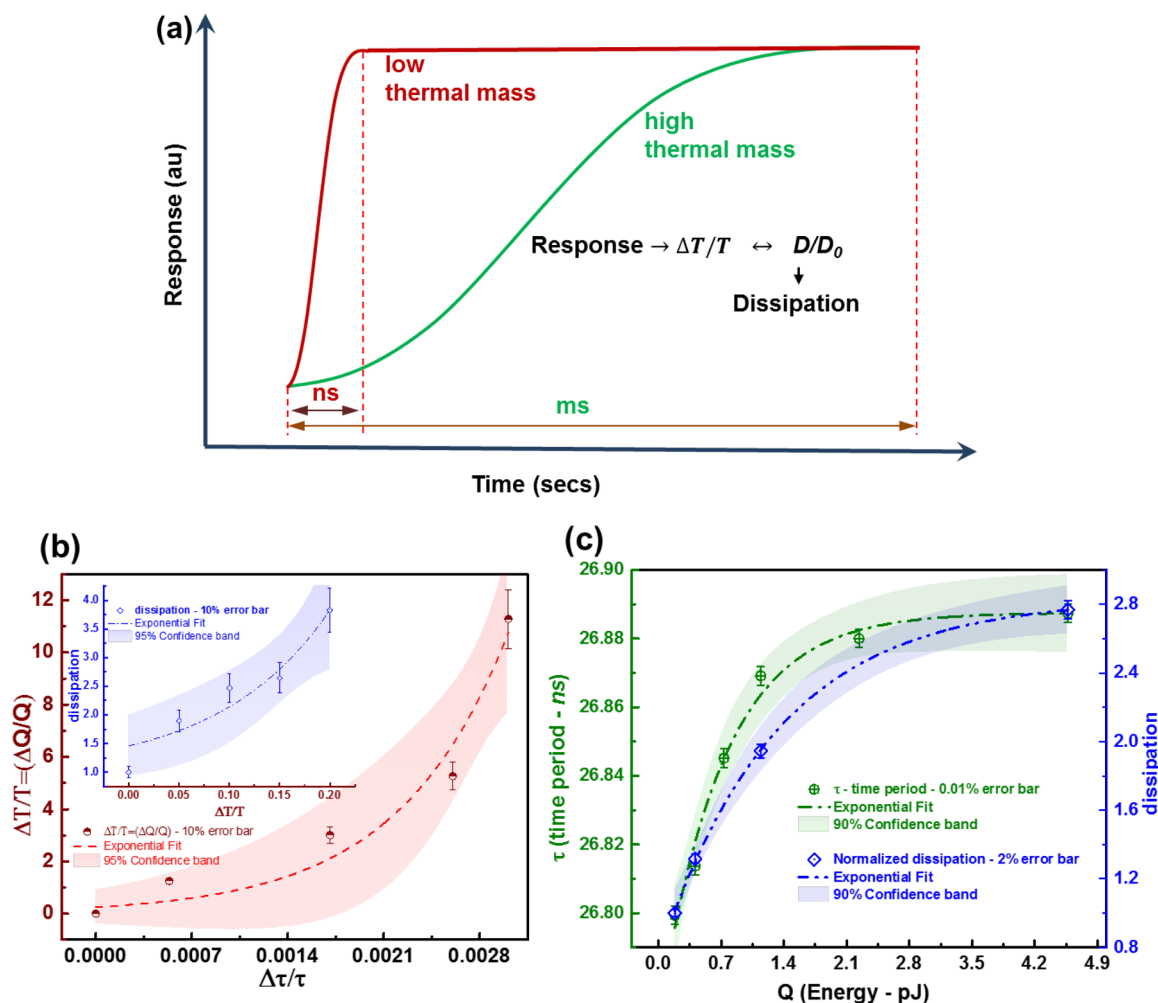 (a)
Response (au)
low
thermal mass
high
thermal mass
Response → ΔT/T ↔ D/D₀
Dissipation
ns
ms
Time (secs)
(b)
ΔT/T=(ΔQ/Q)
12
10
8
6
4
2
0
dissipation
4.0
3.5
3.0
2.5
2.0
1.5
1.0
dissipation - 10% error bar
Exponential Fit
95% Confidence band
0.00 0.05 0.10 0.15 0.20
ΔT/T
ΔT/T=(ΔQ/Q) - 10% error bar
Exponential Fit
95% Confidence band
0.0000 0.0007 0.0014 0.0021 0.0028
Δτ/τ
(c)
τ (time period - ns)
26.90
26.88
26.86
26.84
26.82
26.80
τ - time period - 0.01% error bar
Exponential Fit
90% Confidence band
Normalized dissipation - 2% error bar
Exponential Fit
90% Confidence band
2.8
2.4
2.0
1.6
1.2
0.8
dissipation
0.0 0.7 1.4 2.1 2.8 3.5 4.2 4.9
Q (Energy - pJ)